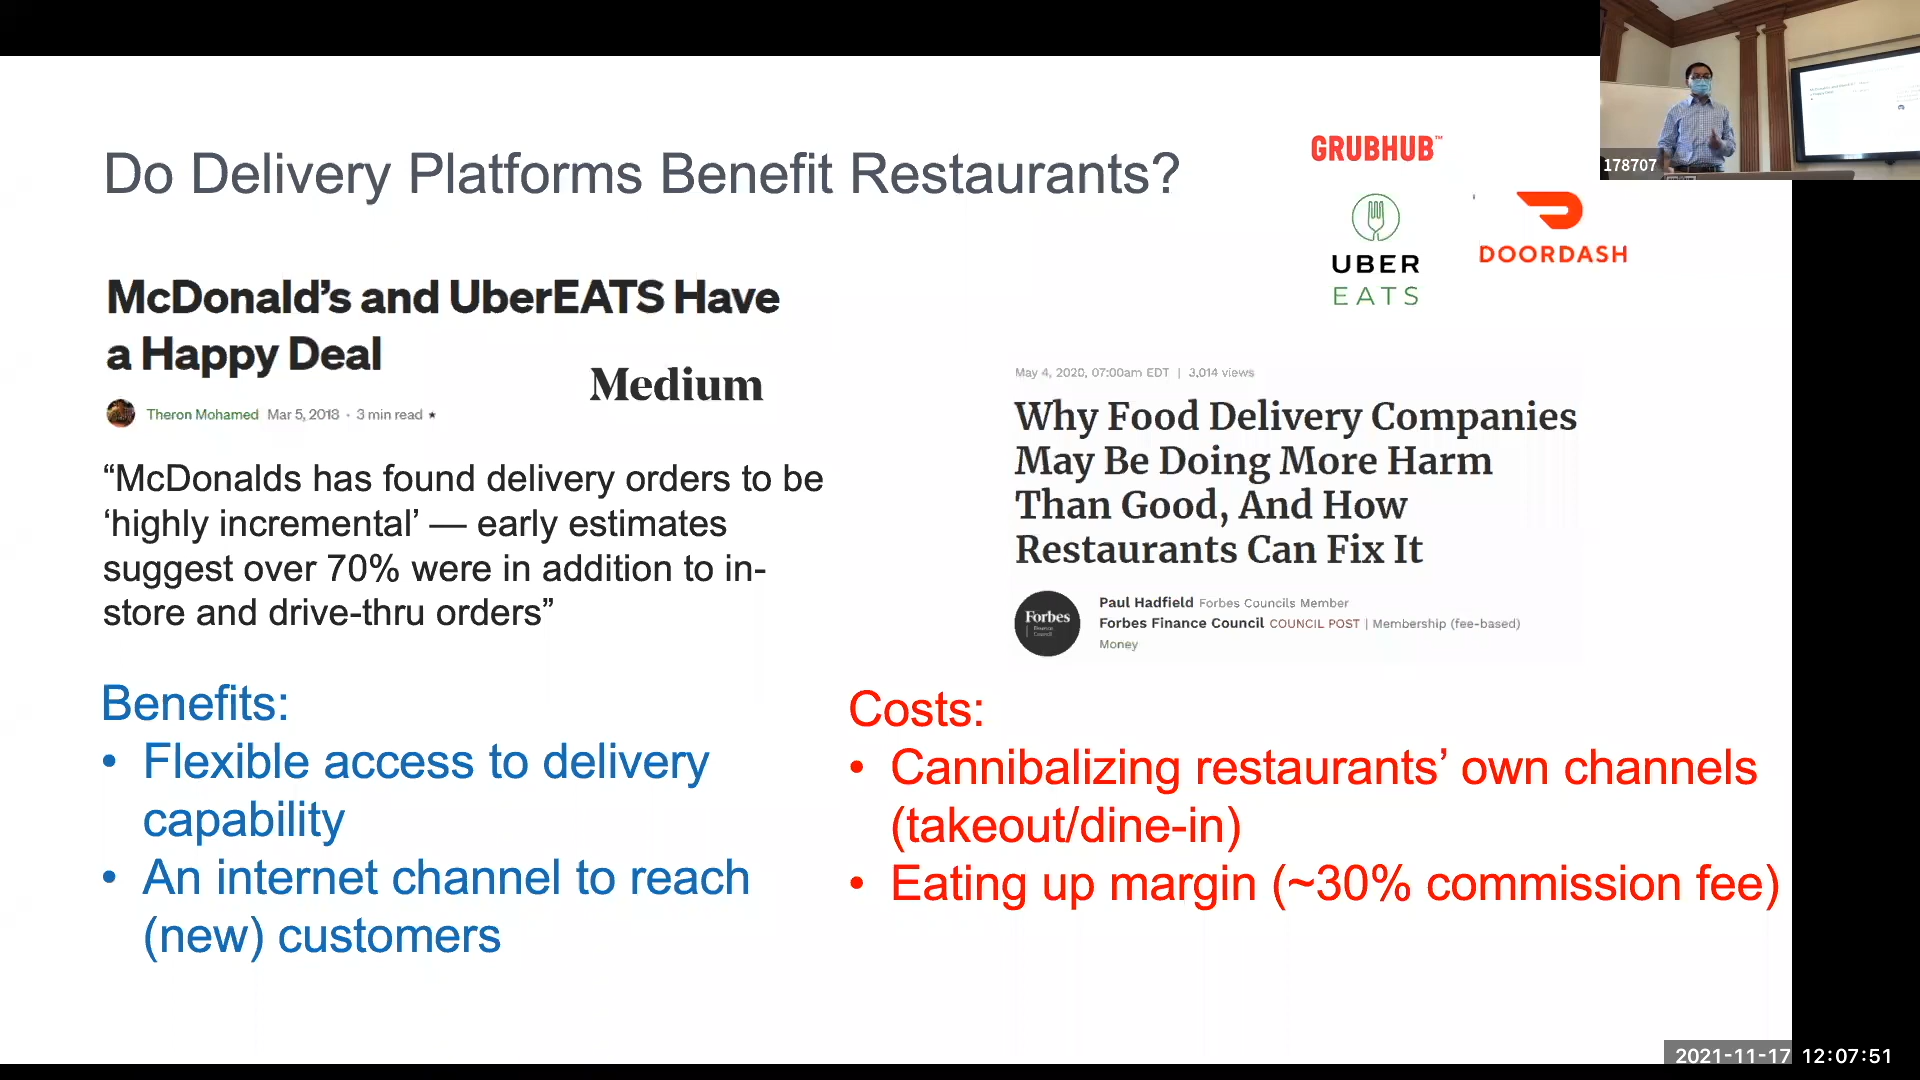 Do Delivery Platforms Benefit Restaurants?
GRUBHUB™
UBER
EATS
DOORDASH
178707
McDonald’s and UberEATS Have
a Happy Deal
Medium
Theron Mohamed Mar 5, 2018 · 3 min read ★
“McDonalds has found delivery orders to be
‘highly incremental’ — early estimates
suggest over 70% were in addition to in-
store and drive-thru orders”
May 4, 2020, 07:00am EDT | 3,014 views
Why Food Delivery Companies
May Be Doing More Harm
Than Good, And How
Restaurants Can Fix It
Forbes
Finance
Council
Paul Hadfield Forbes Councils Member
Forbes Finance Council COUNCIL POST | Membership (fee-based)
Money
Benefits:
• Flexible access to delivery
capability
• An internet channel to reach
(new) customers
Costs:
• Cannibalizing restaurants’ own channels
(takeout/dine-in)
• Eating up margin (~30% commission fee)
2021-11-17 12:07:51